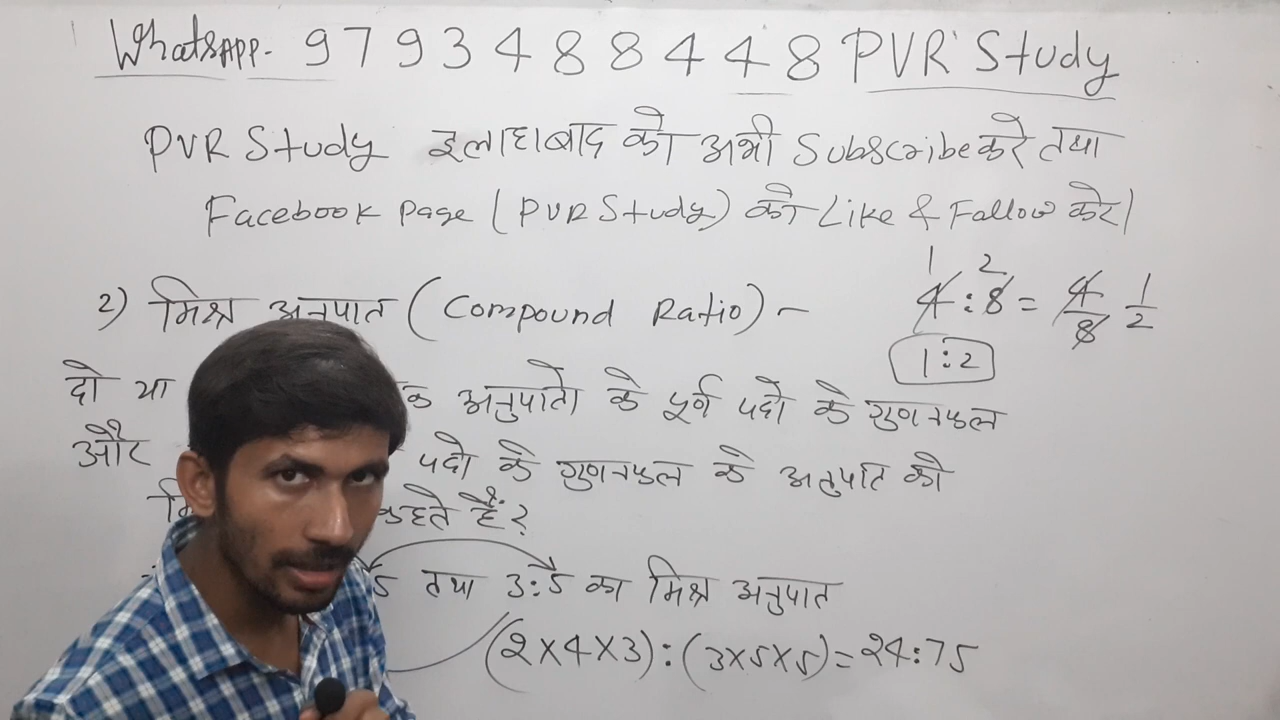 WhatsAPP- 9793488448 PVR Study
PVR Study इलाहाबाद को अभी Subscribe करे तथा
Facebook Page (PVR Study) को Like & Follow करे।
2) मिश्र अनुपात (Compound Ratio) -
1 2
4:8 = 4/8 1/2
1:2
दो या क अनुपातो के पूर्व पदो के गुणनफल
और पदो के गुणनफल के अनुपात को
मि कहते हैं?
5 तथा 3:5 का मिश्र अनुपात
(2×4×3):(3×5×5)=24:75